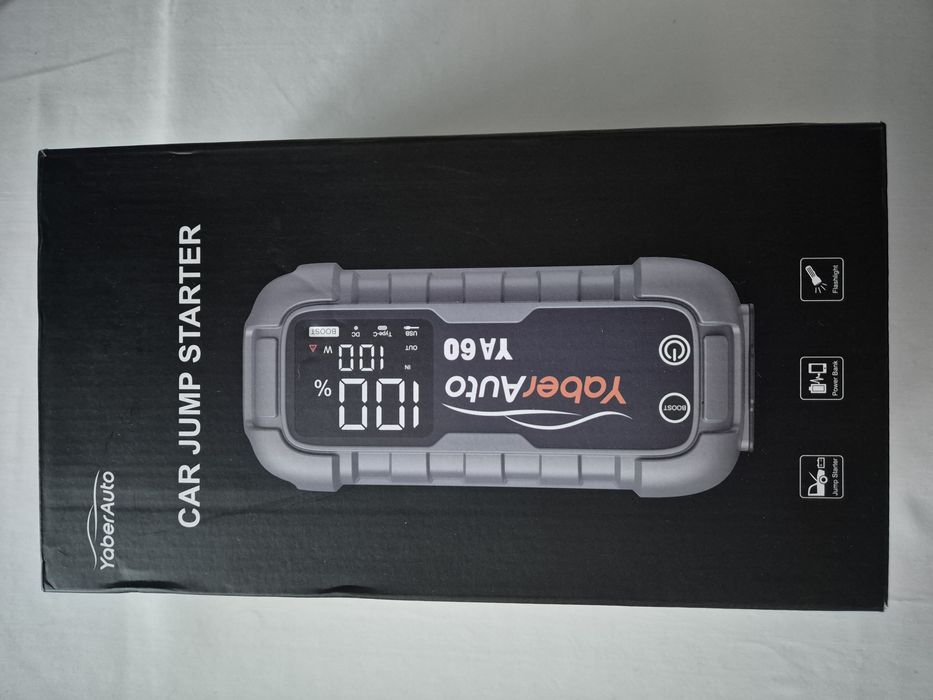 YaberAuto
CAR JUMP STARTER
100 %
IN
OUT
100 W
USB
Type-C
DC
BOOST
YaberAuto
YA60
BOOST
Jump Starter
Power Bank
Flashlight